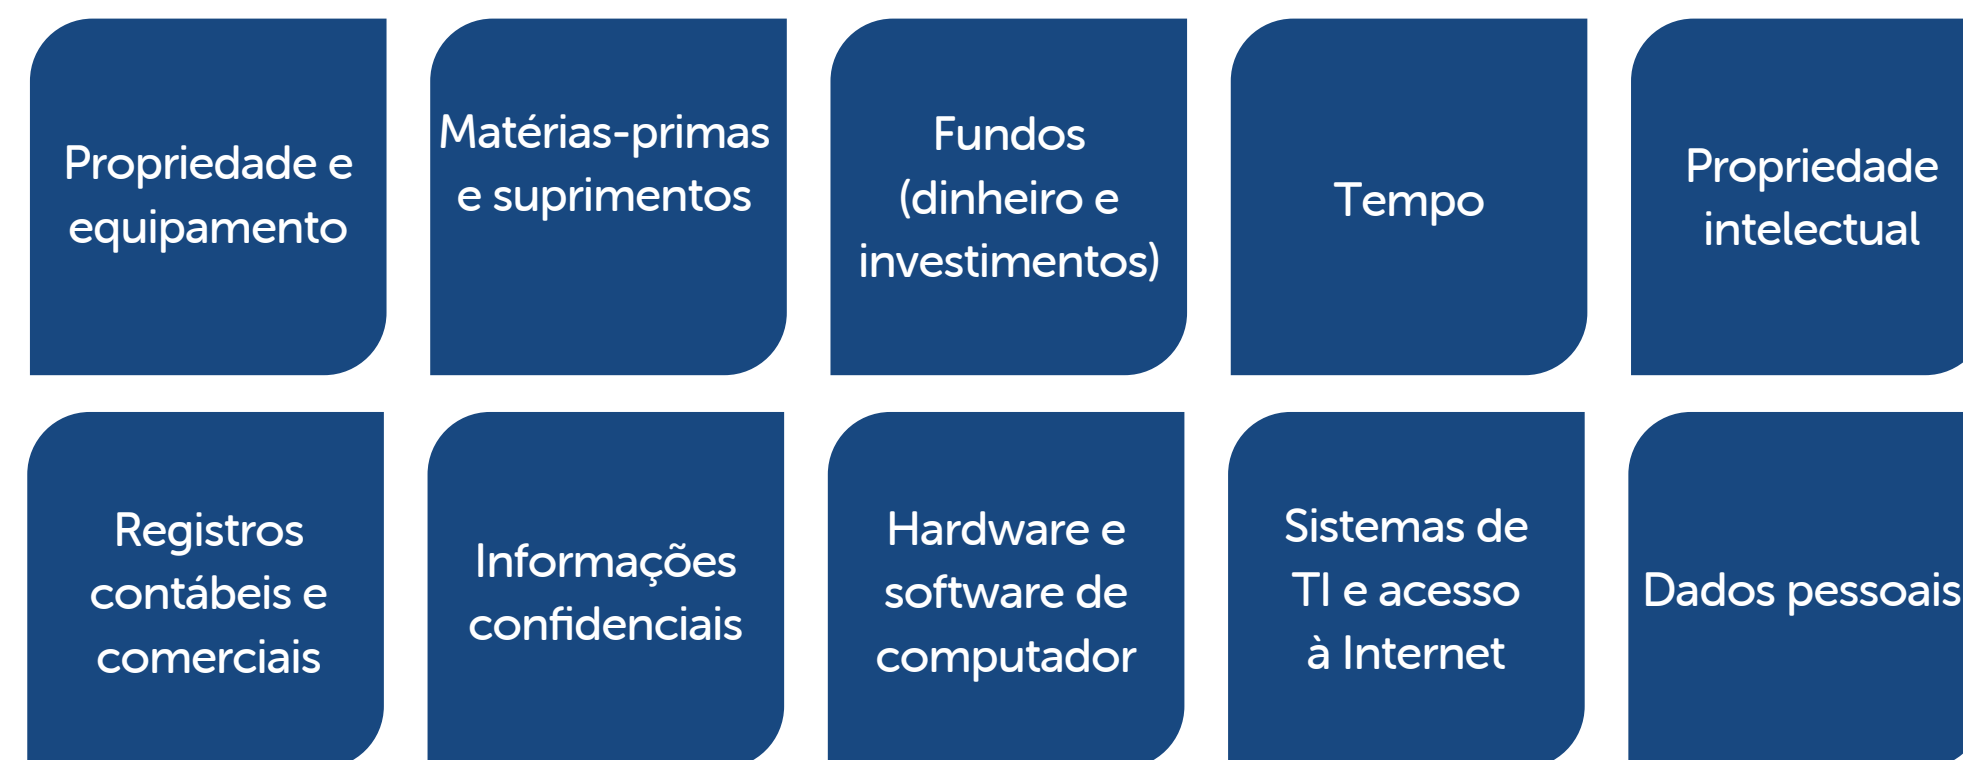 Propriedade e
equipamento
Matérias-primas
e suprimentos
Fundos
(dinheiro e
investimentos)
Tempo
Propriedade
intelectual
Registros
contábeis e
comerciais
Informações
confidenciais
Hardware e
software de
computador
Sistemas de
TI e acesso
à Internet
Dados pessoais